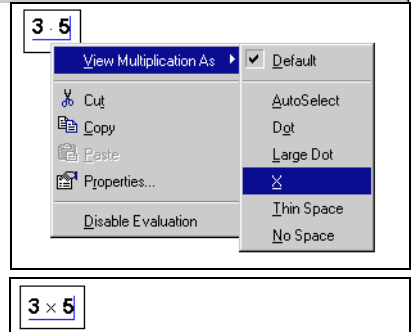 3 · 5
View Multiplication As
Default
Cut
AutoSelect
Copy
Dot
Paste
Large Dot
Properties...
X
Thin Space
Disable Evaluation
No Space
3 × 5